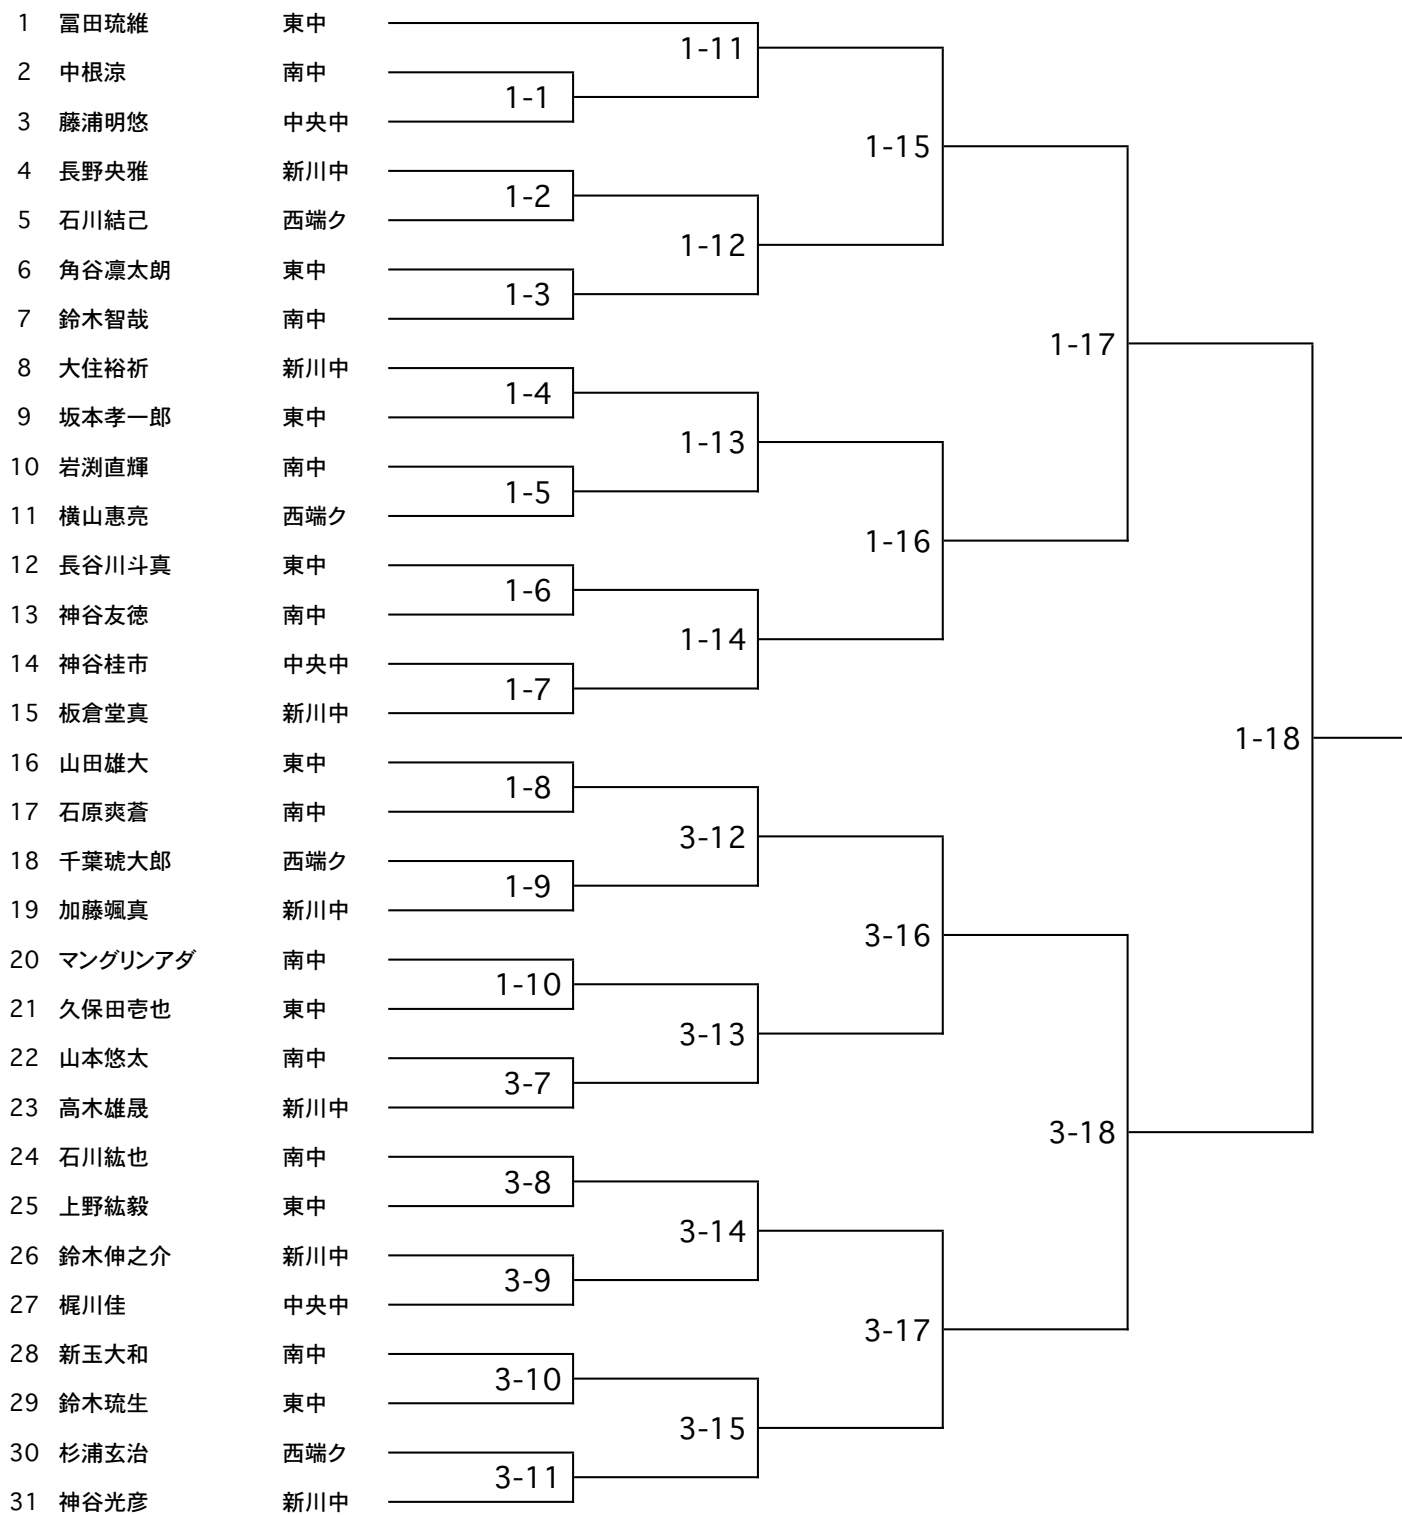 1 冨田琉維 東中
1-11
2 中根涼 南中
1-1
3 藤浦明悠 中央中
1-15
4 長野央雅 新川中
1-2
5 石川結己 西端ク
1-12
6 角谷凛太朗 東中
1-3
7 鈴木智哉 南中
1-17
8 大住裕祈 新川中
1-4
9 坂本孝一郎 東中
1-13
10 岩渕直輝 南中
1-5
11 横山惠亮 西端ク
1-16
12 長谷川斗真 東中
1-6
13 神谷友徳 南中
1-14
14 神谷桂市 中央中
1-7
15 板倉堂真 新川中
1-18
16 山田雄大 東中
1-8
17 石原爽蒼 南中
3-12
18 千葉琥大郎 西端ク
1-9
19 加藤颯真 新川中
3-16
20 マングリンアダ 南中
1-10
21 久保田壱也 東中
3-13
22 山本悠太 南中
3-7
23 高木雄晟 新川中
3-18
24 石川紘也 南中
3-8
25 上野紘毅 東中
3-14
26 鈴木伸之介 新川中
3-9
27 梶川佳 中央中
3-17
28 新玉大和 南中
3-10
29 鈴木琉生 東中
3-15
30 杉浦玄治 西端ク
3-11
31 神谷光彦 新川中